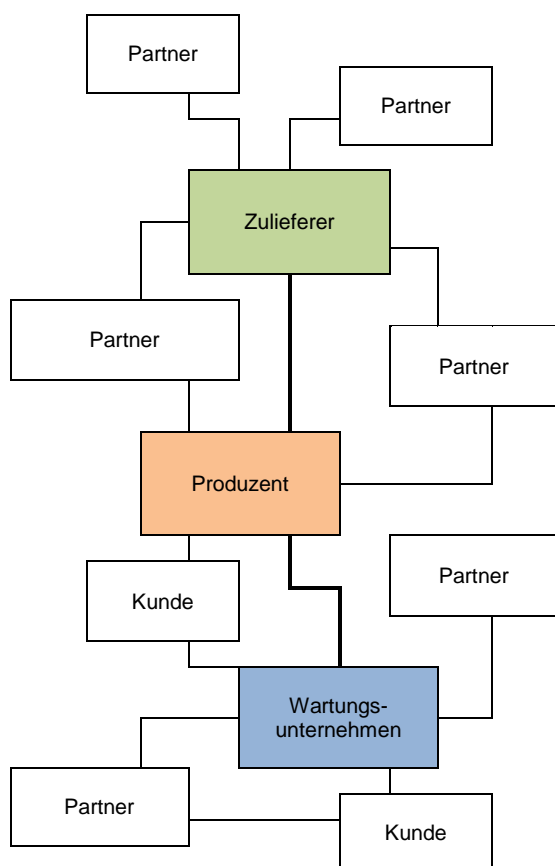 Partner
Partner
Zulieferer
Partner
Partner
Produzent
Partner
Kunde
Wartungs-
unternehmen
Partner
Kunde